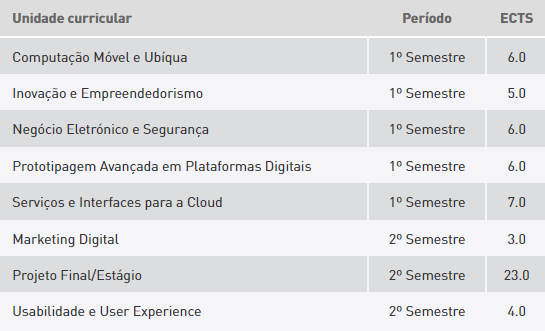 Unidade curricular Período ECTS
Computação Móvel e Ubíqua 1º Semestre 6.0
Inovação e Empreendedorismo 1º Semestre 5.0
Negócio Eletrónico e Segurança 1º Semestre 6.0
Prototipagem Avançada em Plataformas Digitais 1º Semestre 6.0
Serviços e Interfaces para a Cloud 1º Semestre 7.0
Marketing Digital 2º Semestre 3.0
Projeto Final/Estágio 2º Semestre 23.0
Usabilidade e User Experience 2º Semestre 4.0